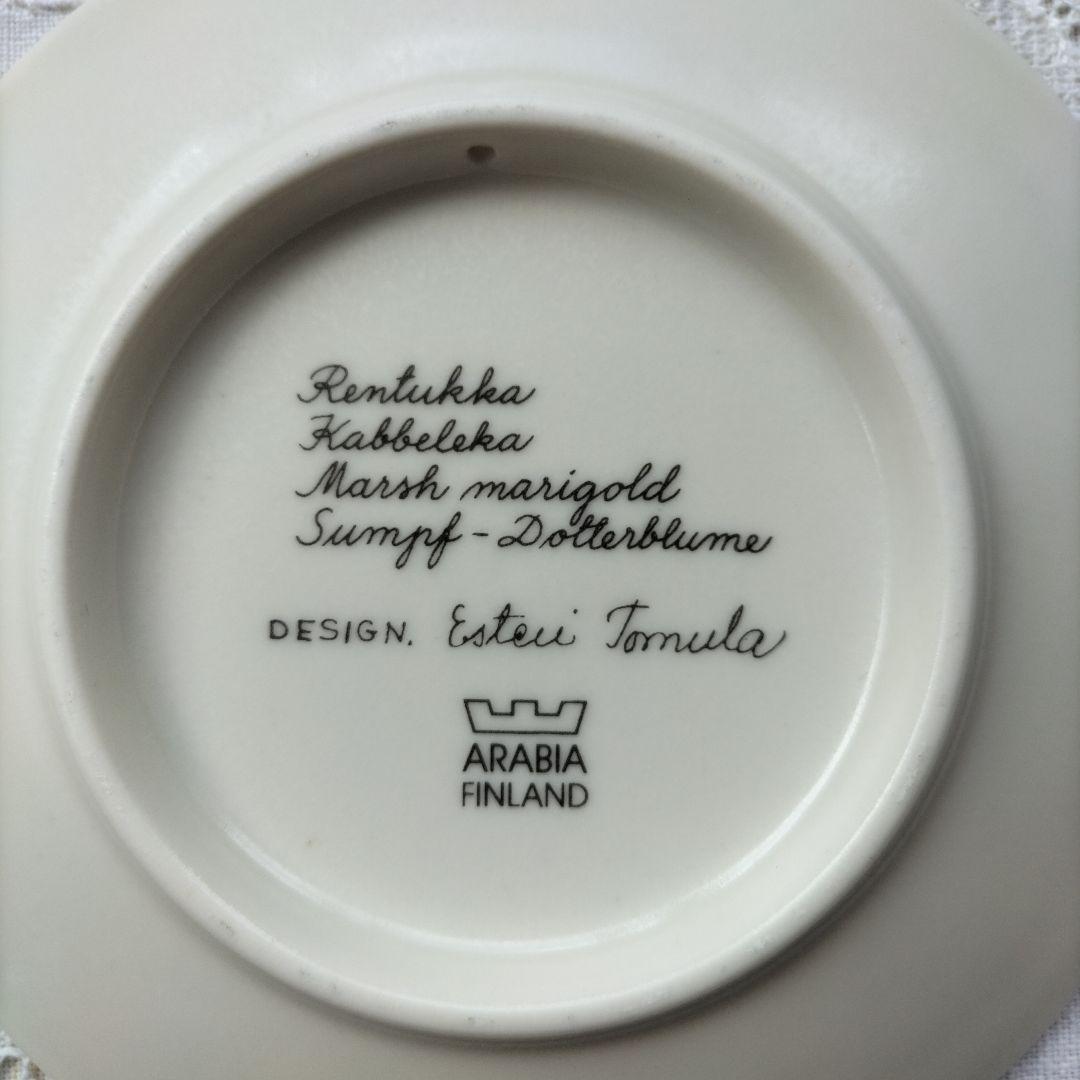 Rentukka
Kabbeleka
Marsh marigold
Sumpf-Dotterblume
DESIGN. Esteri Tomula
ARABIA
FINLAND